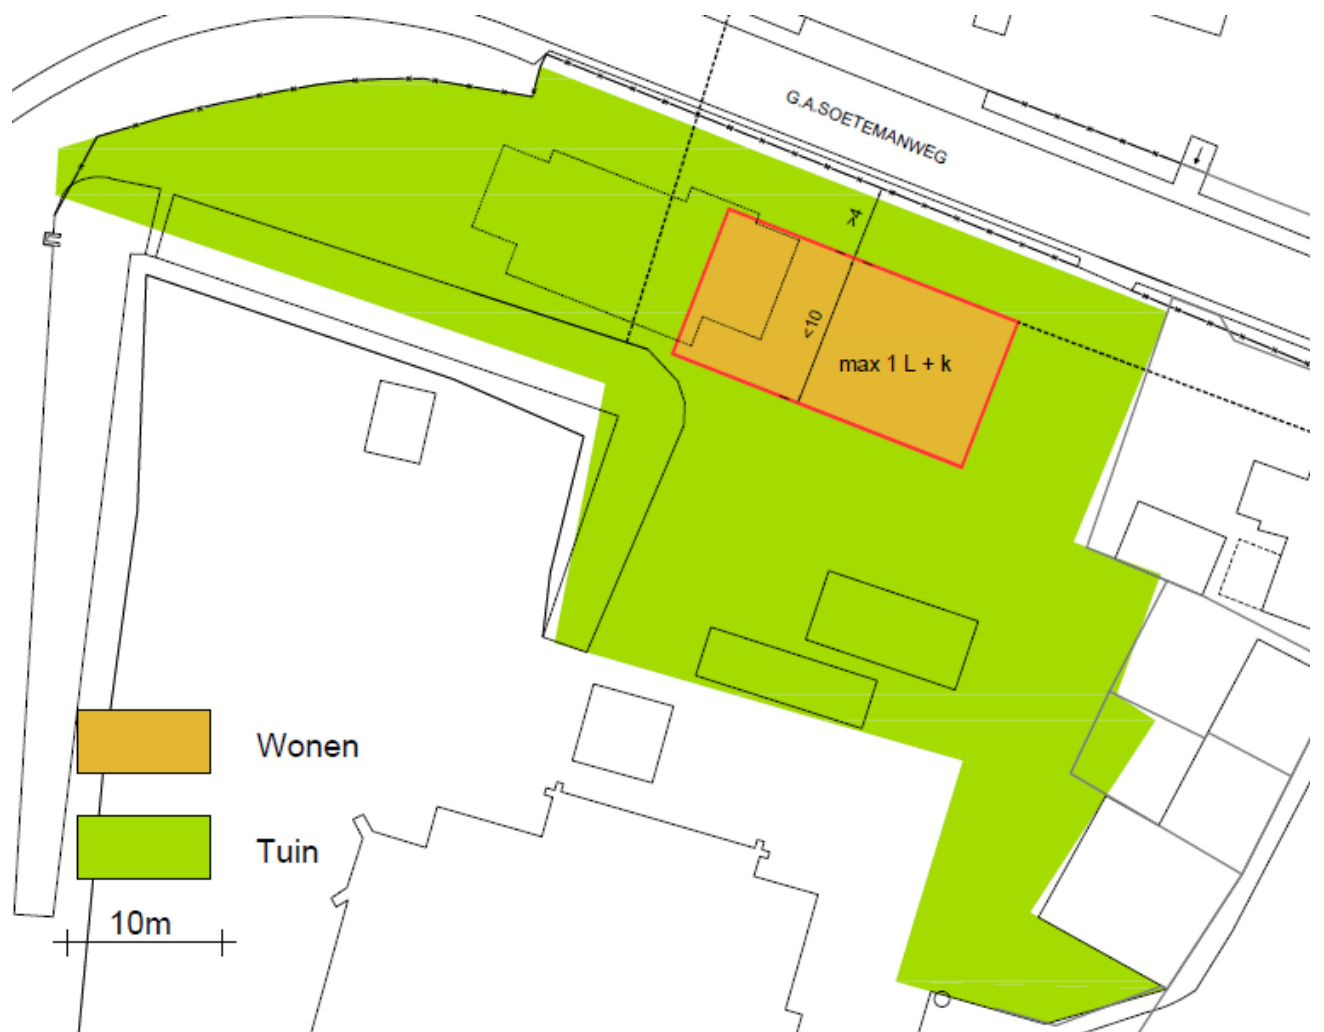 G.A.SOETEMANWEG
>4
<10
max 1 L + k
Wonen
Tuin
10m